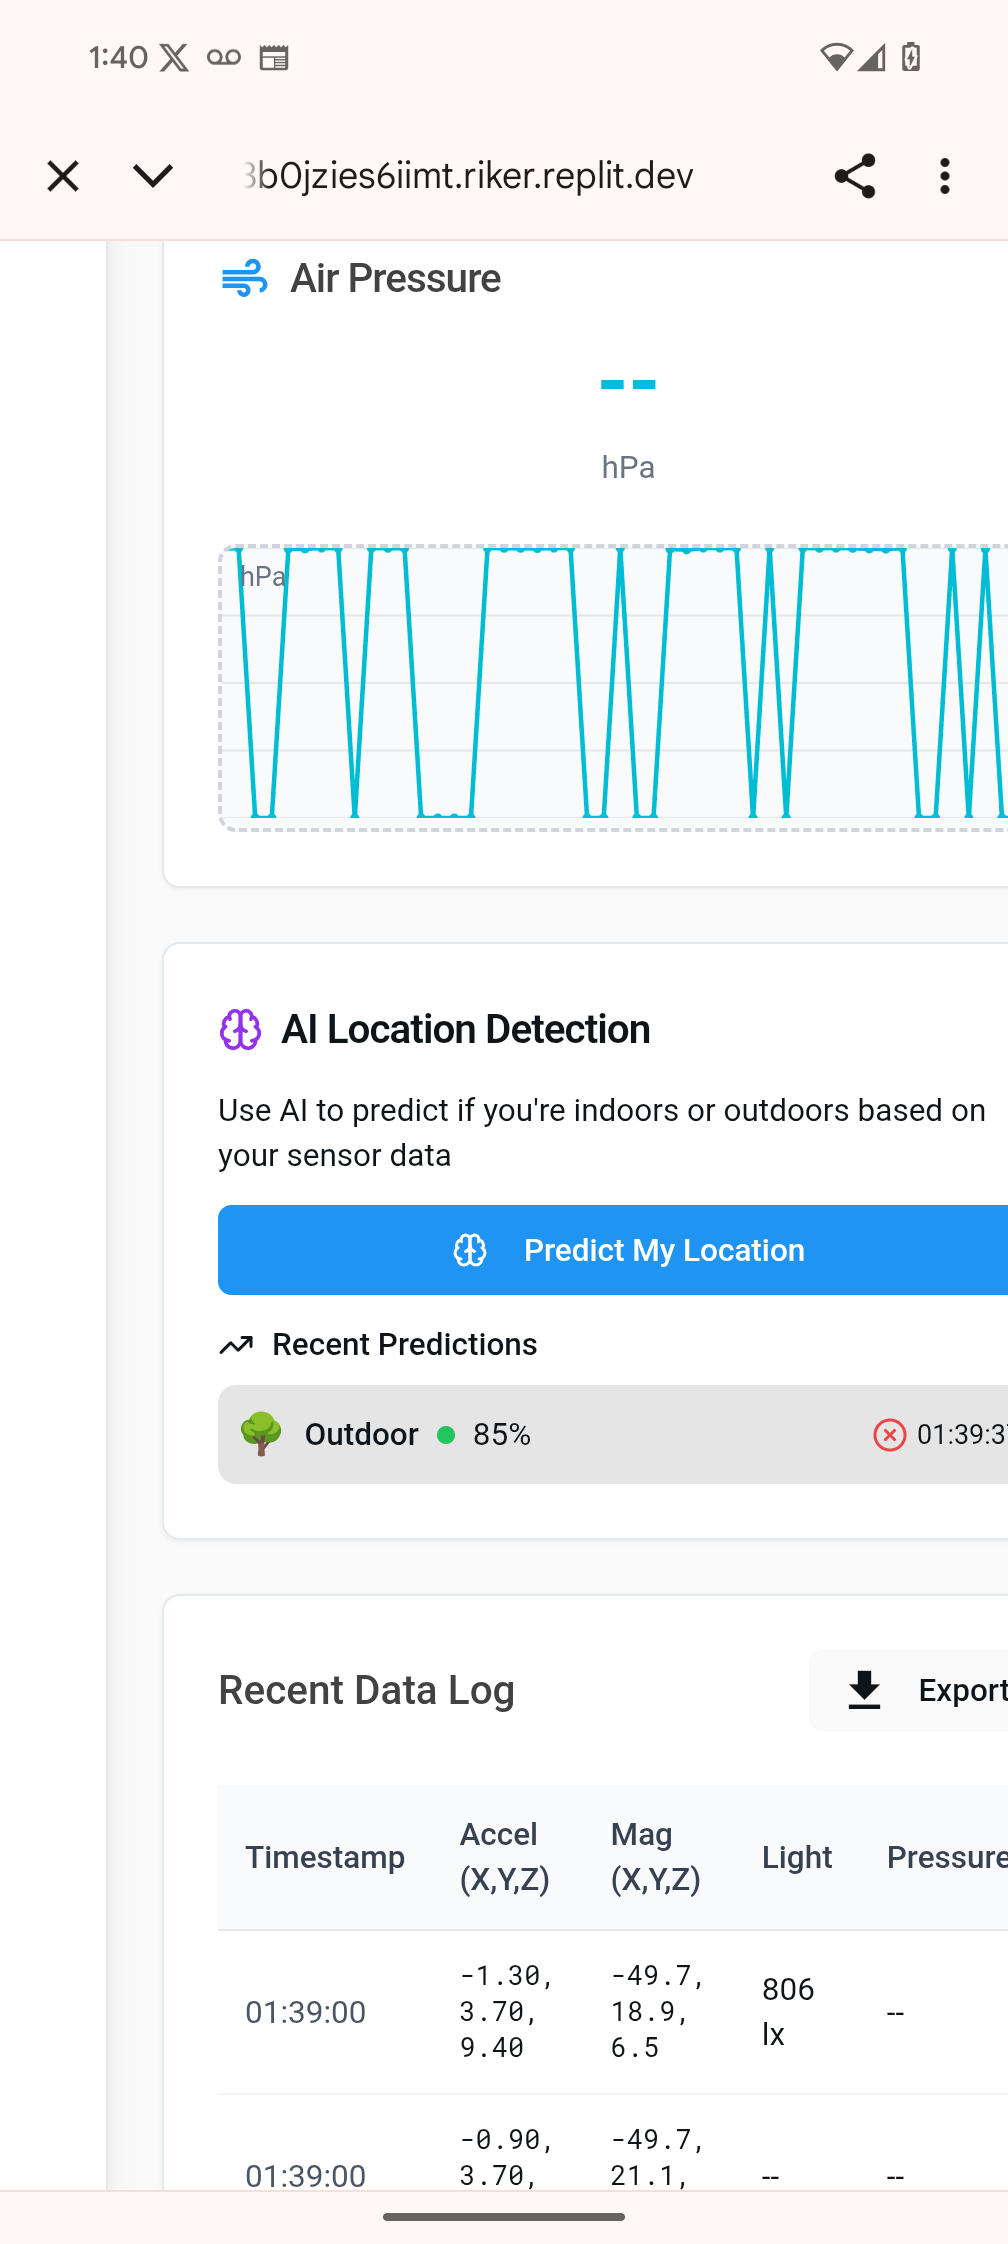 1:40
3b0jzies6iimt.riker.replit.dev
Air Pressure
--
hPa
hPa
AI Location Detection
Use AI to predict if you're indoors or outdoors based on
your sensor data
Predict My Location
Recent Predictions
Outdoor 85% 01:39:3
Recent Data Log
Export
Timestamp Accel (X,Y,Z) Mag (X,Y,Z) Light Pressure
01:39:00 -1.30, 3.70, 9.40 -49.7, 18.9, 6.5 806 lx --
01:39:00 -0.90, 3.70, -49.7, 21.1, -- --